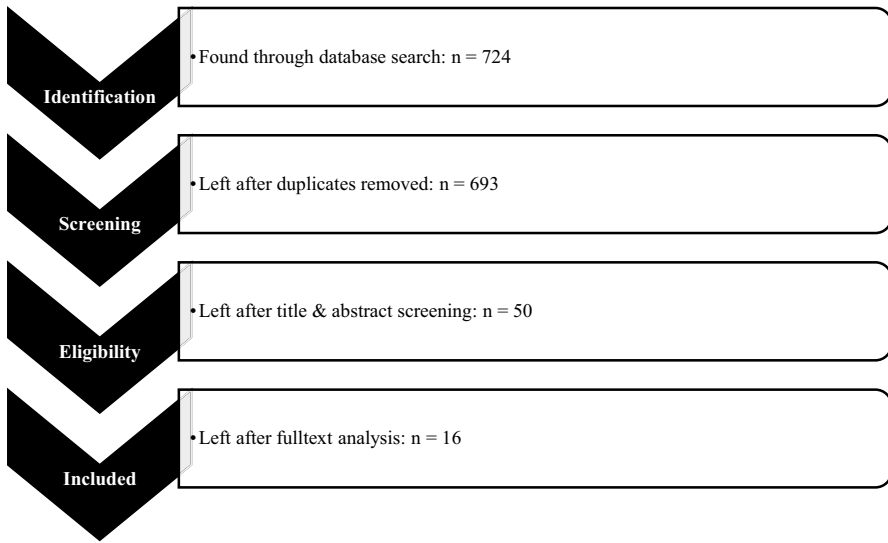 Identification
•Found through database search: n = 724
Screening
•Left after duplicates removed: n = 693
Eligibility
•Left after title & abstract screening: n = 50
Included
•Left after fulltext analysis: n = 16